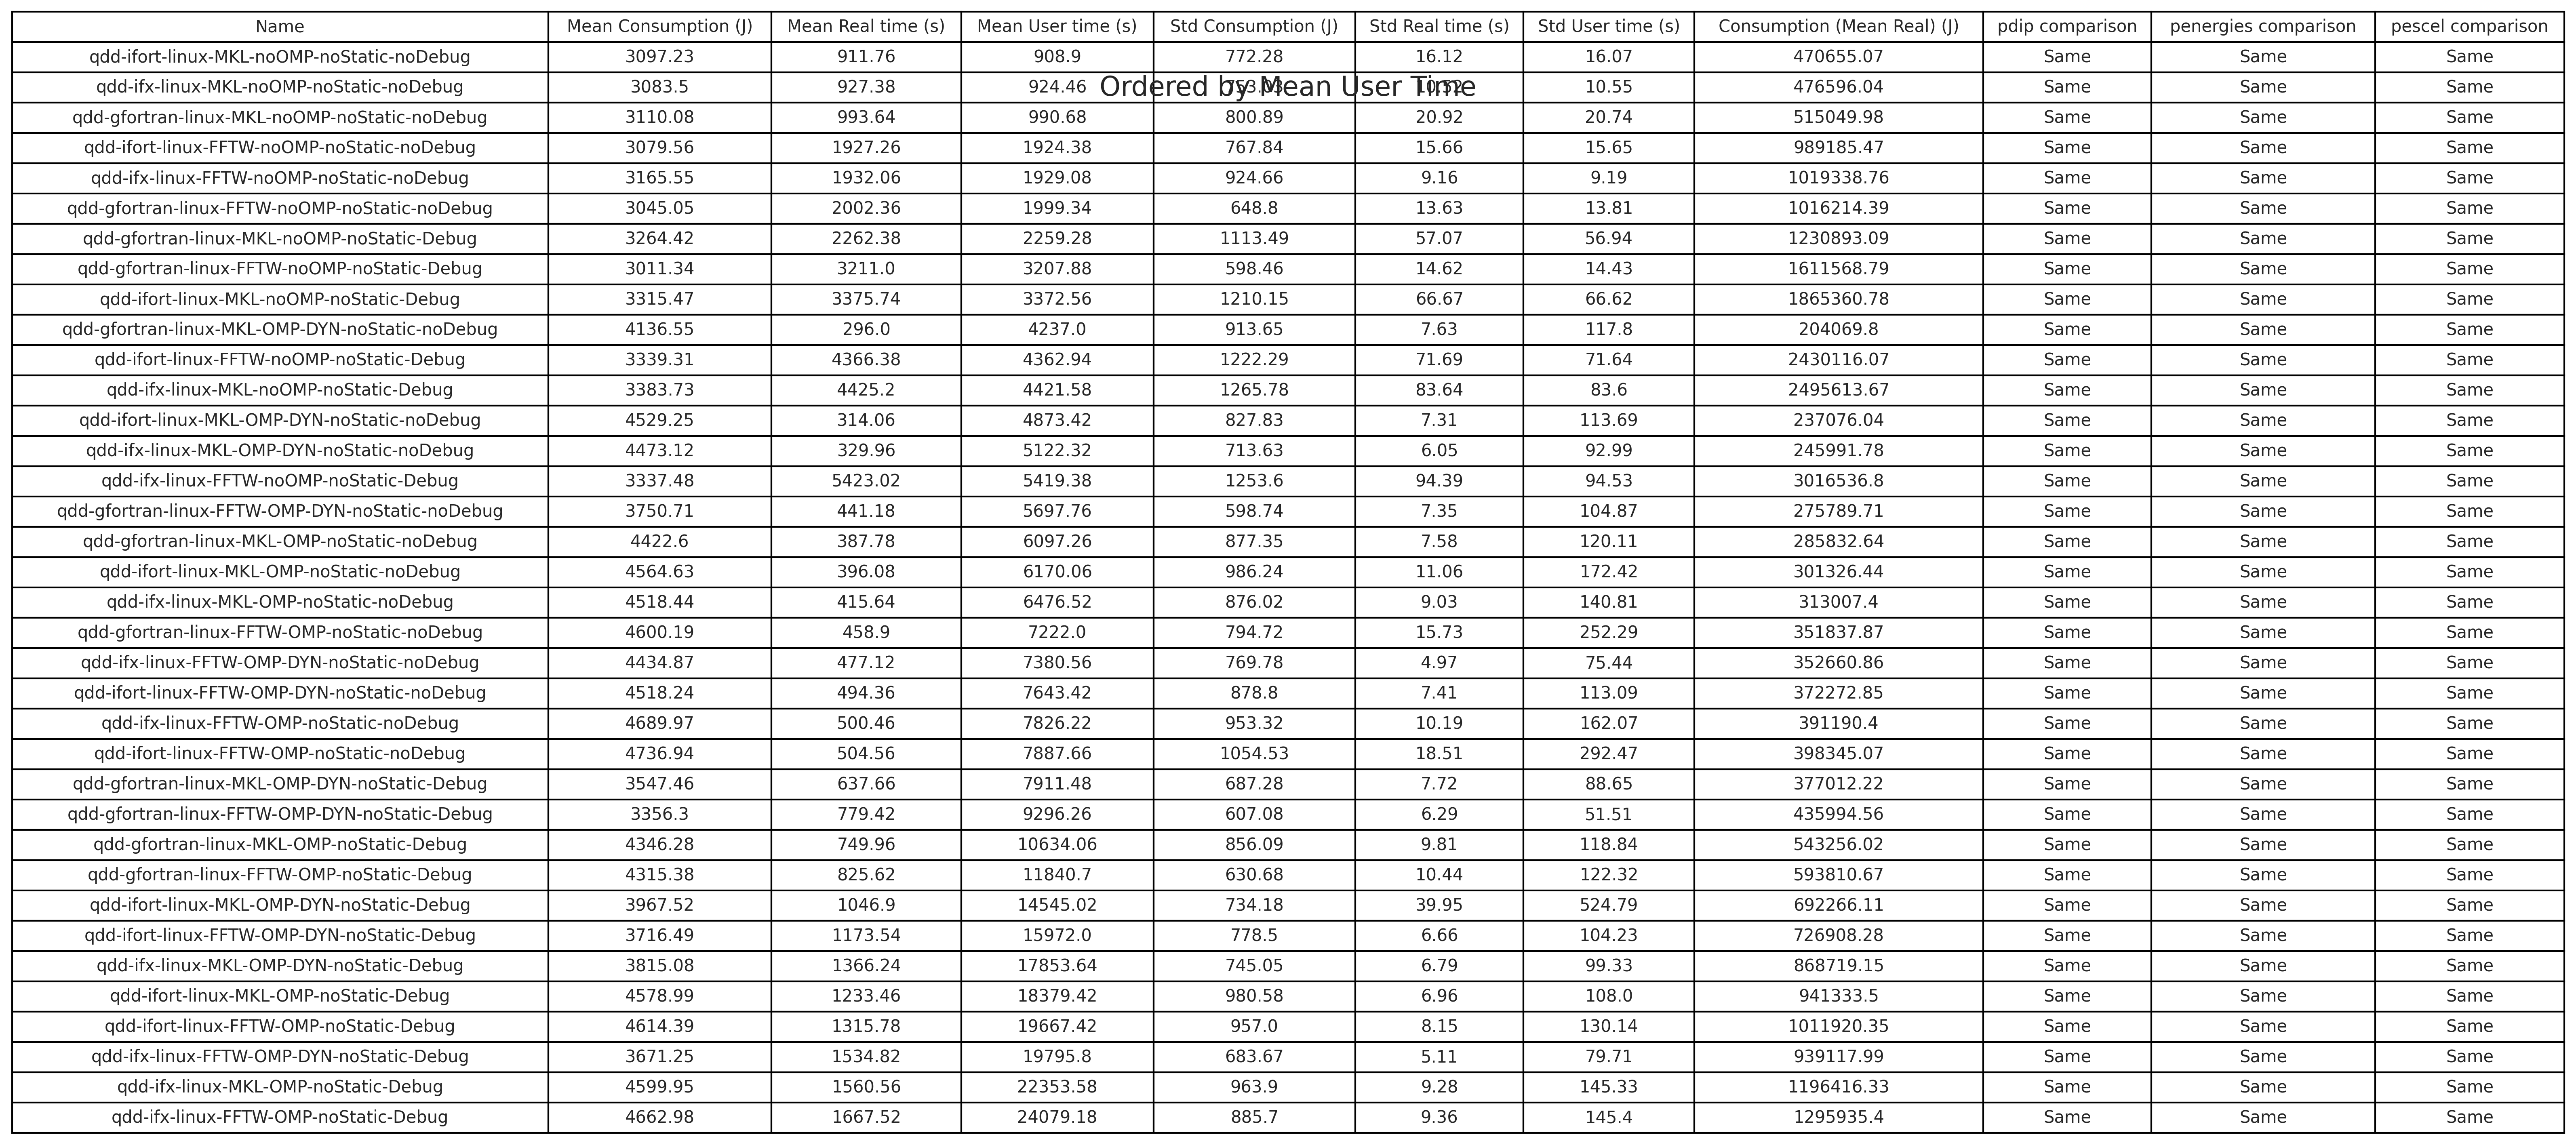 Name Mean Consumption (J) Mean Real time (s) Mean User time (s) Std Consumption (J) Std Real time (s) Std User time (s) Consumption (Mean Real) (J) pdip comparison penergies comparison pescel comparison
qdd-ifort-linux-MKL-noOMP-noStatic-noDebug 3097.23 911.76 908.9 772.28 16.12 16.07 470655.07 Same Same Same
Ordered by Mean User Time
qdd-ifx-linux-MKL-noOMP-noStatic-noDebug 3083.5 927.38 924.46 753.03 10.52 10.55 476596.04 Same Same Same
qdd-gfortran-linux-MKL-noOMP-noStatic-noDebug 3110.08 993.64 990.68 800.89 20.92 20.74 515049.98 Same Same Same
qdd-ifort-linux-FFTW-noOMP-noStatic-noDebug 3079.56 1927.26 1924.38 767.84 15.66 15.65 989185.47 Same Same Same
qdd-ifx-linux-FFTW-noOMP-noStatic-noDebug 3165.55 1932.06 1929.08 924.66 9.16 9.19 1019338.76 Same Same Same
qdd-gfortran-linux-FFTW-noOMP-noStatic-noDebug 3045.05 2002.36 1999.34 648.8 13.63 13.81 1016214.39 Same Same Same
qdd-gfortran-linux-MKL-noOMP-noStatic-Debug 3264.42 2262.38 2259.28 1113.49 57.07 56.94 1230893.09 Same Same Same
qdd-gfortran-linux-FFTW-noOMP-noStatic-Debug 3011.34 3211.0 3207.88 598.46 14.62 14.43 1611568.79 Same Same Same
qdd-ifort-linux-MKL-noOMP-noStatic-Debug 3315.47 3375.74 3372.56 1210.15 66.67 66.62 1865360.78 Same Same Same
qdd-gfortran-linux-MKL-OMP-DYN-noStatic-noDebug 4136.55 296.0 4237.0 913.65 7.63 117.8 204069.8 Same Same Same
qdd-ifort-linux-FFTW-noOMP-noStatic-Debug 3339.31 4366.38 4362.94 1222.29 71.69 71.64 2430116.07 Same Same Same
qdd-ifx-linux-MKL-noOMP-noStatic-Debug 3383.73 4425.2 4421.58 1265.78 83.64 83.6 2495613.67 Same Same Same
qdd-ifort-linux-MKL-OMP-DYN-noStatic-noDebug 4529.25 314.06 4873.42 827.83 7.31 113.69 237076.04 Same Same Same
qdd-ifx-linux-MKL-OMP-DYN-noStatic-noDebug 4473.12 329.96 5122.32 713.63 6.05 92.99 245991.78 Same Same Same
qdd-ifx-linux-FFTW-noOMP-noStatic-Debug 3337.48 5423.02 5419.38 1253.6 94.39 94.53 3016536.8 Same Same Same
qdd-gfortran-linux-FFTW-OMP-DYN-noStatic-noDebug 3750.71 441.18 5697.76 598.74 7.35 104.87 275789.71 Same Same Same
qdd-gfortran-linux-MKL-OMP-noStatic-noDebug 4422.6 387.78 6097.26 877.35 7.58 120.11 285832.64 Same Same Same
qdd-ifort-linux-MKL-OMP-noStatic-noDebug 4564.63 396.08 6170.06 986.24 11.06 172.42 301326.44 Same Same Same
qdd-ifx-linux-MKL-OMP-noStatic-noDebug 4518.44 415.64 6476.52 876.02 9.03 140.81 313007.4 Same Same Same
qdd-gfortran-linux-FFTW-OMP-noStatic-noDebug 4600.19 458.9 7222.0 794.72 15.73 252.29 351837.87 Same Same Same
qdd-ifx-linux-FFTW-OMP-DYN-noStatic-noDebug 4434.87 477.12 7380.56 769.78 4.97 75.44 352660.86 Same Same Same
qdd-ifort-linux-FFTW-OMP-DYN-noStatic-noDebug 4518.24 494.36 7643.42 878.8 7.41 113.09 372272.85 Same Same Same
qdd-ifx-linux-FFTW-OMP-noStatic-noDebug 4689.97 500.46 7826.22 953.32 10.19 162.07 391190.4 Same Same Same
qdd-ifort-linux-FFTW-OMP-noStatic-noDebug 4736.94 504.56 7887.66 1054.53 18.51 292.47 398345.07 Same Same Same
qdd-gfortran-linux-MKL-OMP-DYN-noStatic-Debug 3547.46 637.66 7911.48 687.28 7.72 88.65 377012.22 Same Same Same
qdd-gfortran-linux-FFTW-OMP-DYN-noStatic-Debug 3356.3 779.42 9296.26 607.08 6.29 51.51 435994.56 Same Same Same
qdd-gfortran-linux-MKL-OMP-noStatic-Debug 4346.28 749.96 10634.06 856.09 9.81 118.84 543256.02 Same Same Same
qdd-gfortran-linux-FFTW-OMP-noStatic-Debug 4315.38 825.62 11840.7 630.68 10.44 122.32 593810.67 Same Same Same
qdd-ifort-linux-MKL-OMP-DYN-noStatic-Debug 3967.52 1046.9 14545.02 734.18 39.95 524.79 692266.11 Same Same Same
qdd-ifort-linux-FFTW-OMP-DYN-noStatic-Debug 3716.49 1173.54 15972.0 778.5 6.66 104.23 726908.28 Same Same Same
qdd-ifx-linux-MKL-OMP-DYN-noStatic-Debug 3815.08 1366.24 17853.64 745.05 6.79 99.33 868719.15 Same Same Same
qdd-ifort-linux-MKL-OMP-noStatic-Debug 4578.99 1233.46 18379.42 980.58 6.96 108.0 941333.5 Same Same Same
qdd-ifort-linux-FFTW-OMP-noStatic-Debug 4614.39 1315.78 19667.42 957.0 8.15 130.14 1011920.35 Same Same Same
qdd-ifx-linux-FFTW-OMP-DYN-noStatic-Debug 3671.25 1534.82 19795.8 683.67 5.11 79.71 939117.99 Same Same Same
qdd-ifx-linux-MKL-OMP-noStatic-Debug 4599.95 1560.56 22353.58 963.9 9.28 145.33 1196416.33 Same Same Same
qdd-ifx-linux-FFTW-OMP-noStatic-Debug 4662.98 1667.52 24079.18 885.7 9.36 145.4 1295935.4 Same Same Same